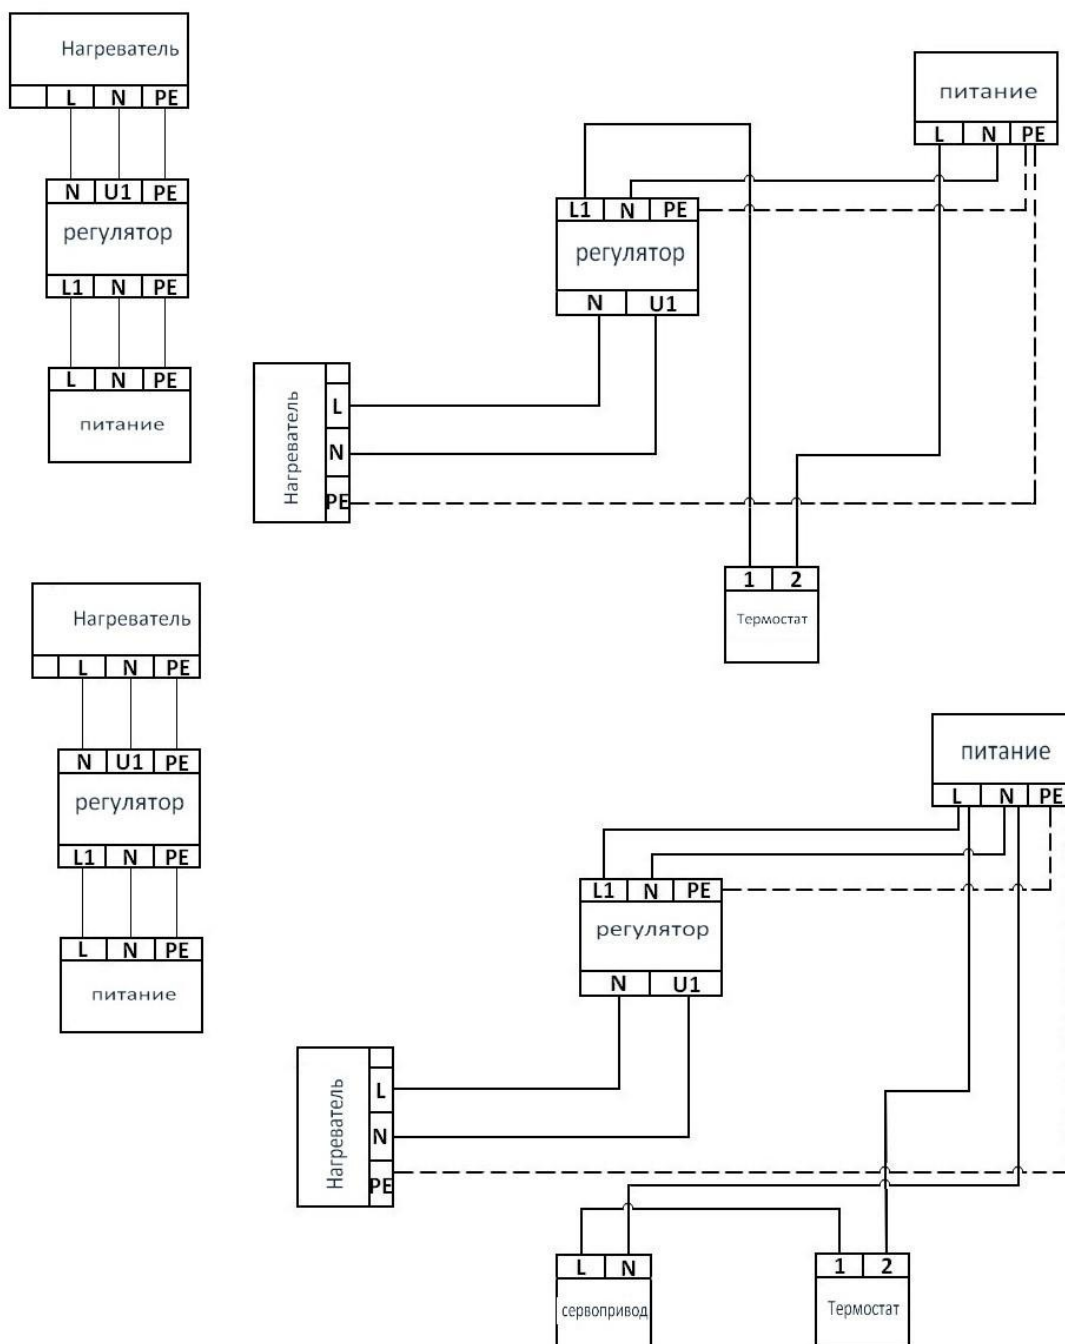 Нагреватель
L N PE
N U1 PE
регулятор
L1 N PE
L N PE
питание
питание
L N PE
L1 N PE
регулятор
N U1
Нагреватель
L
N
PE
1 2
Термостат
Нагреватель
L N PE
N U1 PE
регулятор
L1 N PE
L N PE
питание
питание
L N PE
L1 N PE
регулятор
N U1
Нагреватель
L
N
PE
L N
сервопривод
1 2
Термостат